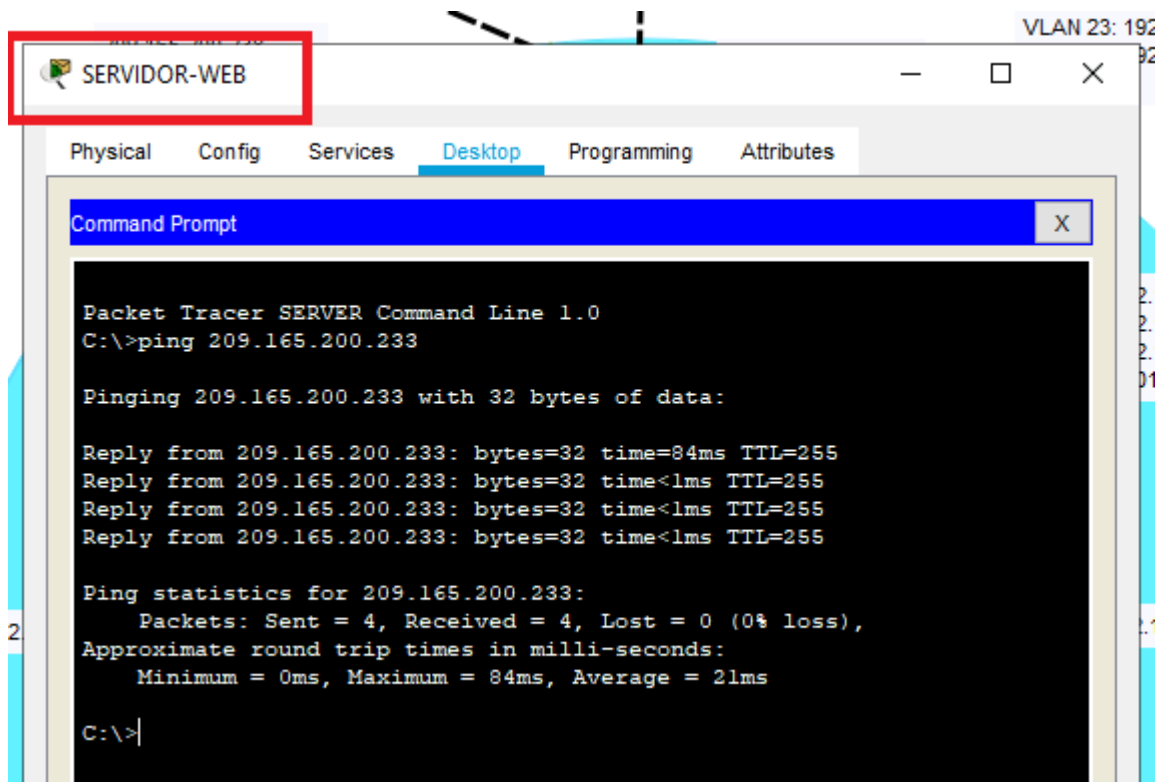 VLAN 23: 192
SERVIDOR-WEB
Physical Config Services Desktop Programming Attributes
Command Prompt X
Packet Tracer SERVER Command Line 1.0
C:\>ping 209.165.200.233
Pinging 209.165.200.233 with 32 bytes of data:
Reply from 209.165.200.233: bytes=32 time=84ms TTL=255
Reply from 209.165.200.233: bytes=32 time<1ms TTL=255
Reply from 209.165.200.233: bytes=32 time<1ms TTL=255
Reply from 209.165.200.233: bytes=32 time<1ms TTL=255
Ping statistics for 209.165.200.233:
Packets: Sent = 4, Received = 4, Lost = 0 (0% loss),
Approximate round trip times in milli-seconds:
Minimum = 0ms, Maximum = 84ms, Average = 21ms
C:\>